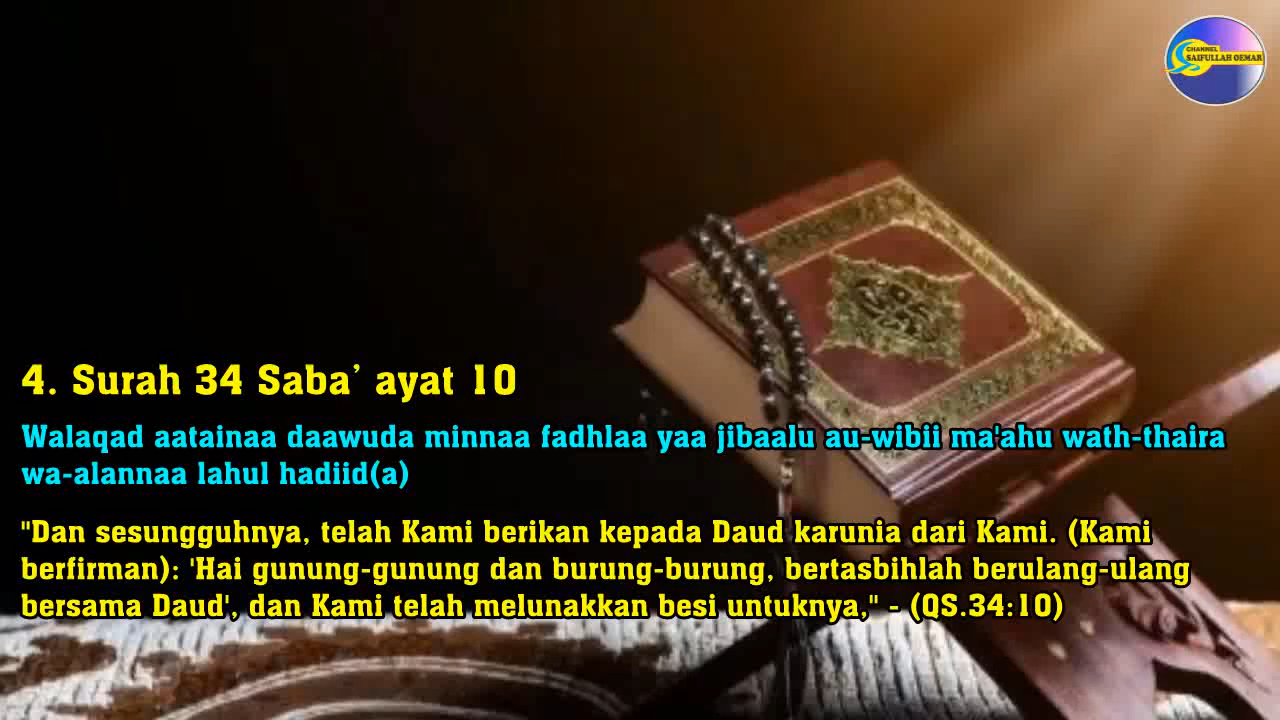 CHANNEL
SAIFULLAH OEMAR
4. Surah 34 Saba’ ayat 10
Walaqad aatainaa daawuda minnaa fadhlaa yaa jibaalu au-wibii ma'ahu wath-thaira
wa-alannaa lahul hadiid(a)
"Dan sesungguhnya, telah Kami berikan kepada Daud karunia dari Kami. (Kami
berfirman): 'Hai gunung-gunung dan burung-burung, bertasbihlah berulang-ulang
bersama Daud', dan Kami telah melunakkan besi untuknya," - (QS.34:10)